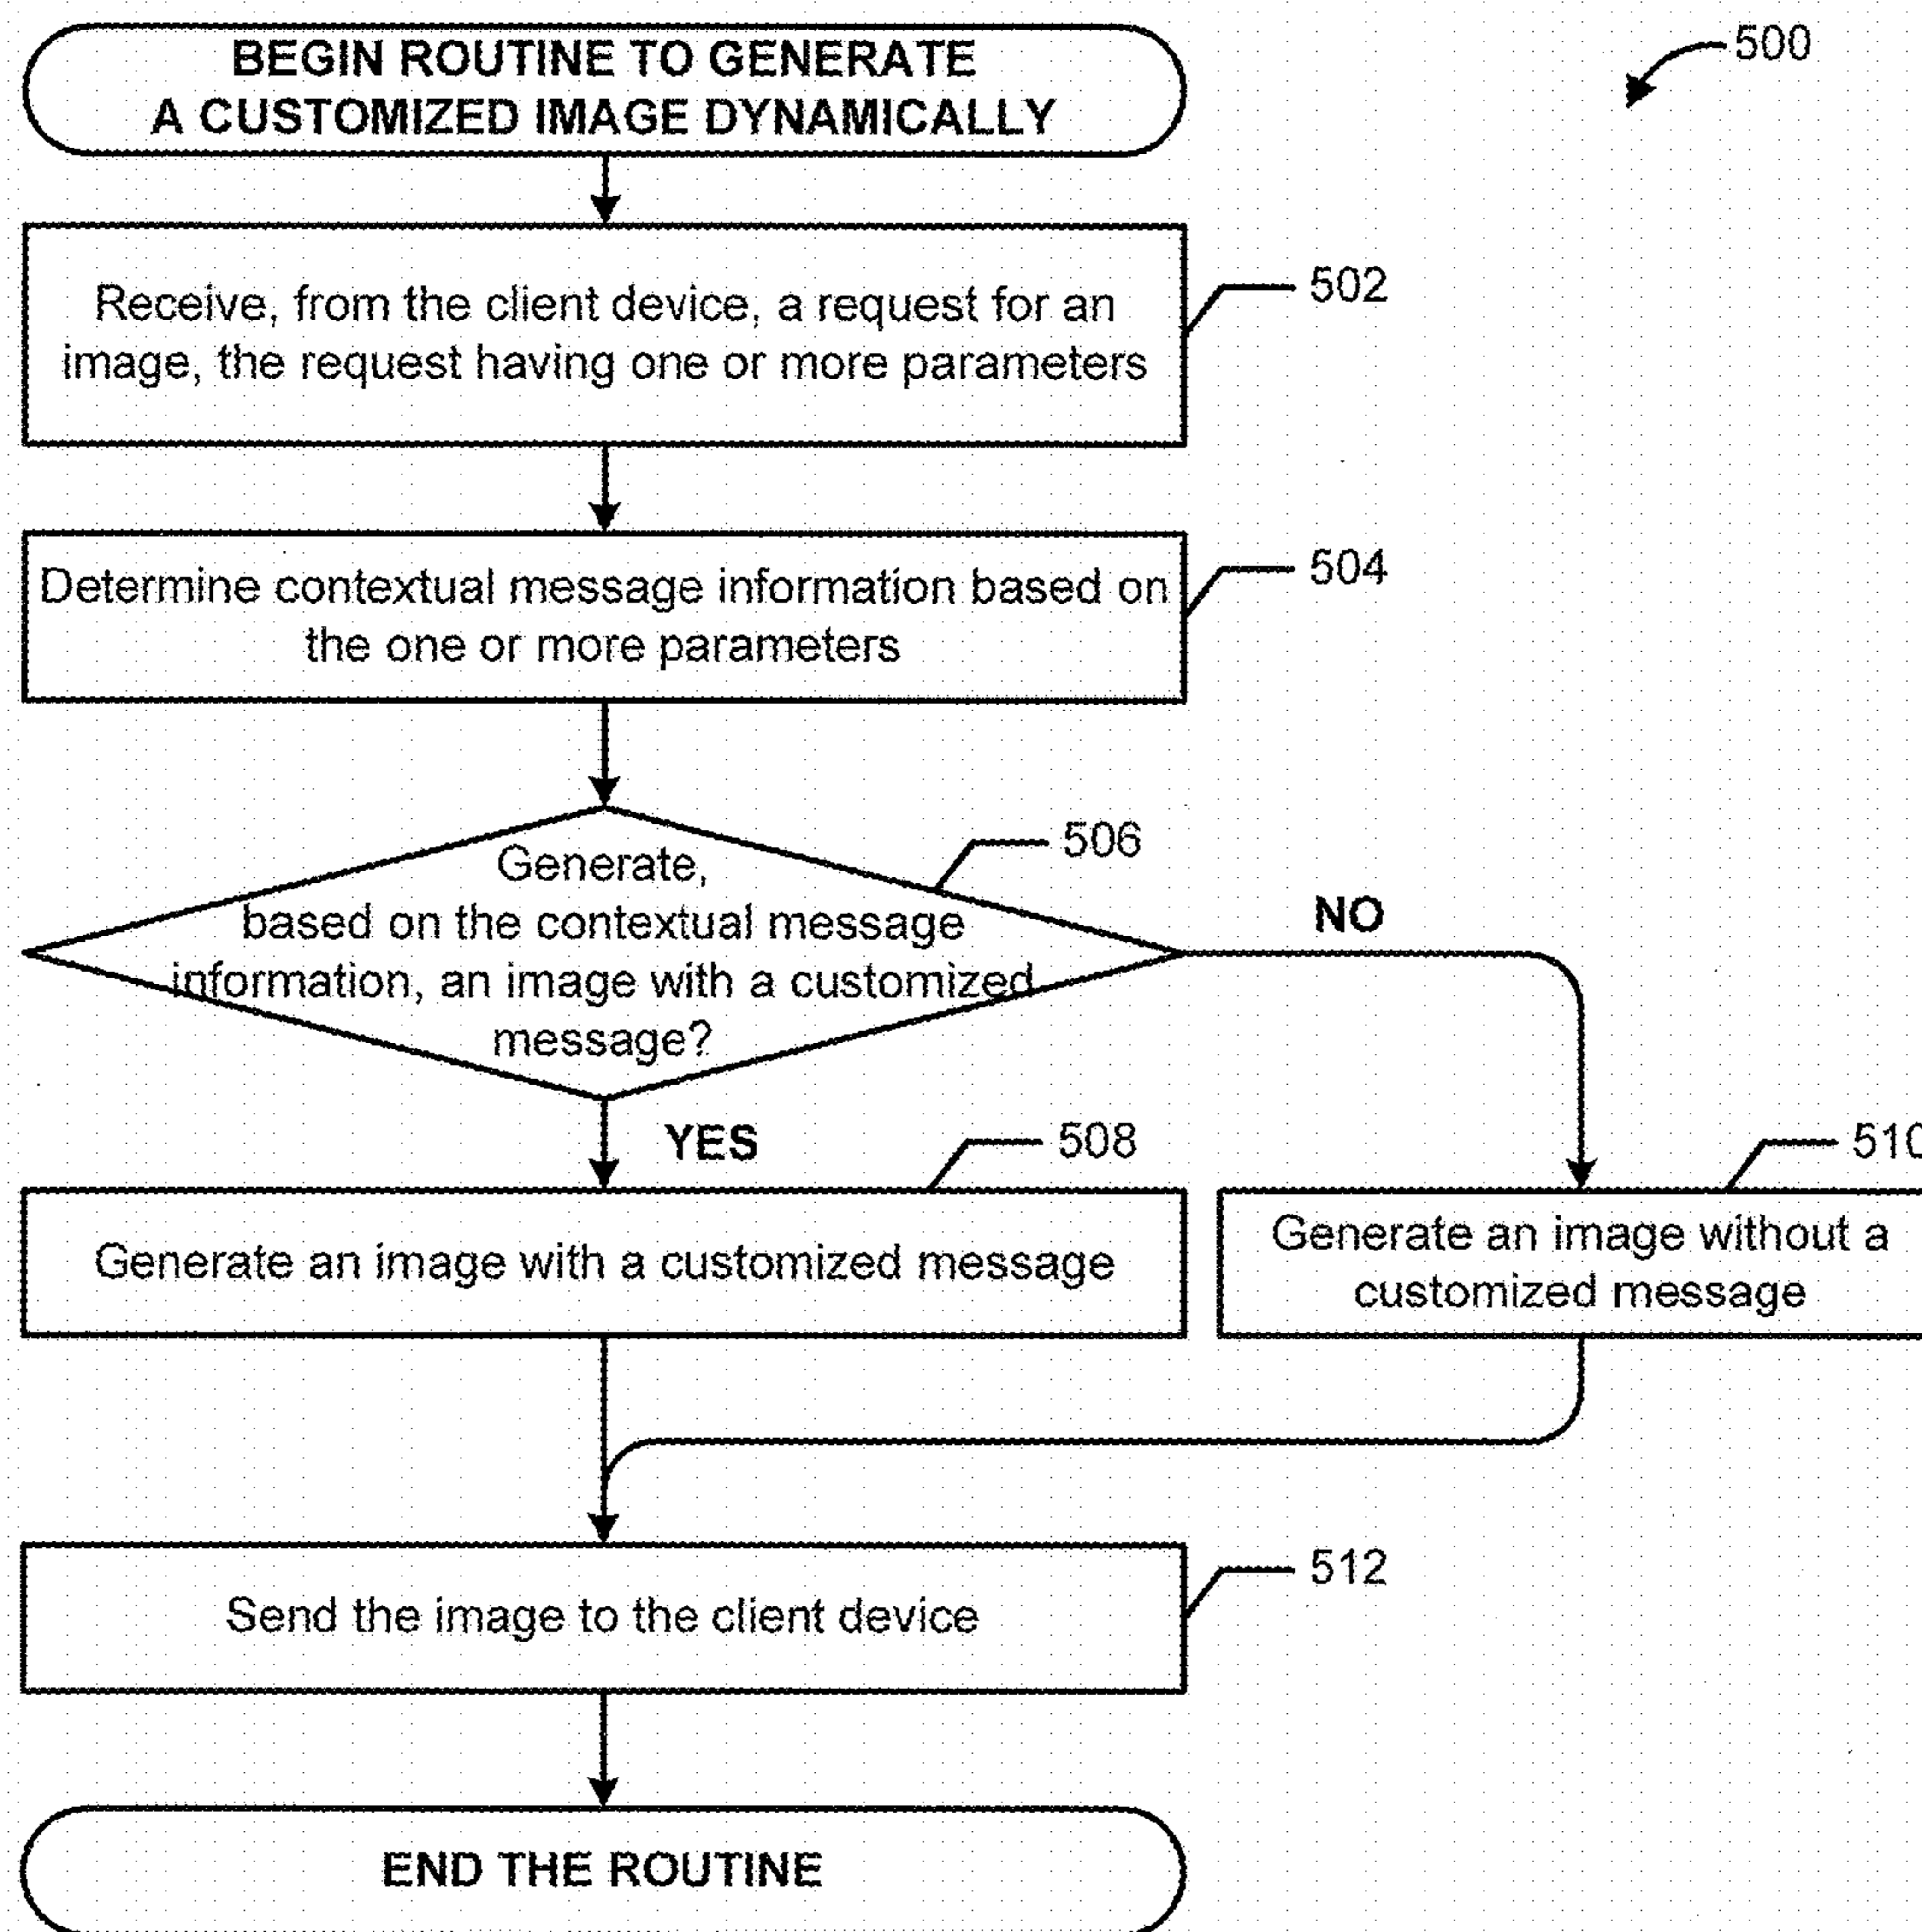 BEGIN ROUTINE TO GENERATE
A CUSTOMIZED IMAGE DYNAMICALLY
500
Receive, from the client device, a request for an
image, the request having one or more parameters
502
Determine contextual message information based on
the one or more parameters
504
Generate,
based on the contextual message
information, an image with a customized
message?
506
NO
YES
508
510
Generate an image with a customized message
Generate an image without a
customized message
Send the image to the client device
512
END THE ROUTINE